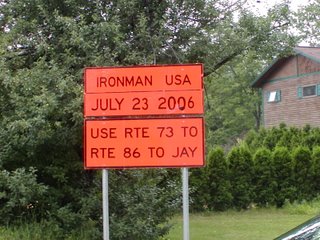 IRONMAN USA
JULY 23 2006
USE RTE 73 TO
RTE 86 TO JAY